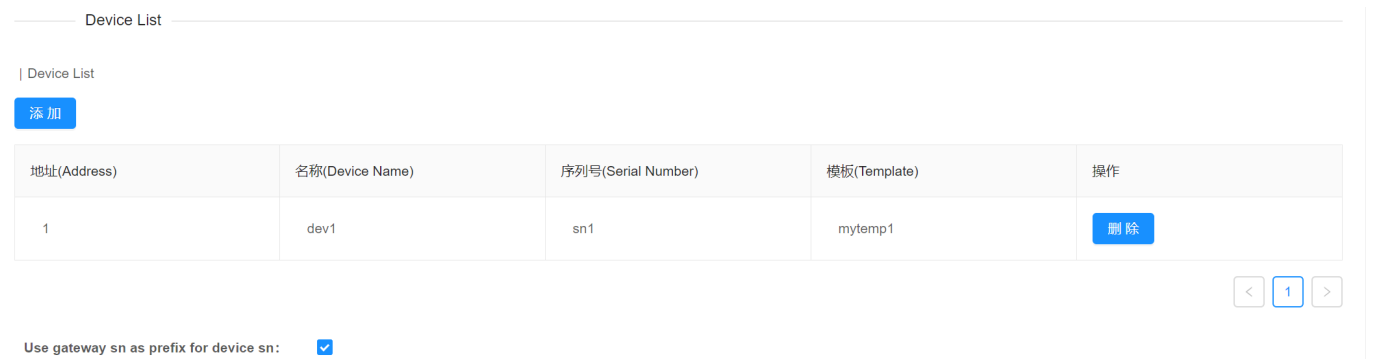 Device List
| Device List
添加
地址(Address) 名称(Device Name) 序列号(Serial Number) 模板(Template) 操作
1 dev1 sn1 mytemp1 删除
< 1 >
Use gateway sn as prefix for device sn: